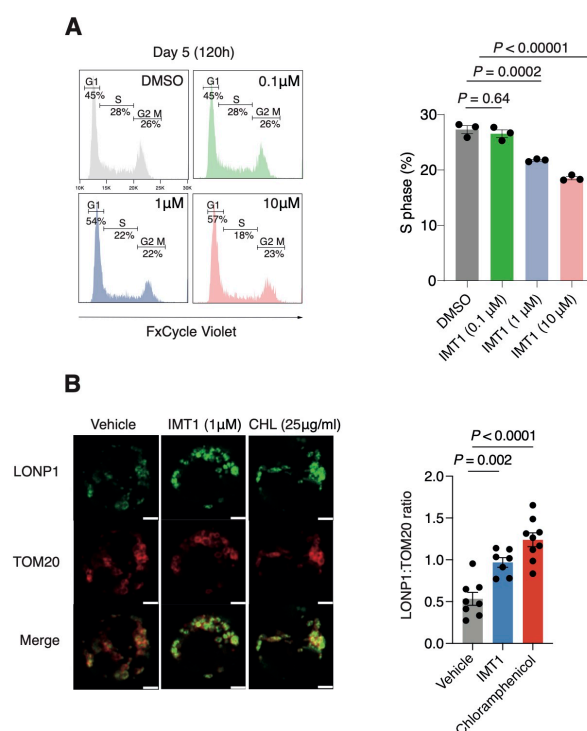 A
Day 5 (120h)
G1
45%
S
28%
G2 M
26%
DMSO
G1
45%
S
28%
G2 M
26%
0.1µM
10K 15K 20K 25K 30K
G1
54%
S
22%
G2 M
22%
1µM
G1
57%
S
18%
G2 M
23%
10µM
FxCycle Violet
P < 0.00001
P = 0.0002
P = 0.64
S phase (%)
30
20
10
0
DMSO
IMT1 (0.1 µM)
IMT1 (1 µM)
IMT1 (10 µM)
B
Vehicle IMT1 (1µM) CHL (25µg/ml)
LONP1
TOM20
Merge
P < 0.0001
P = 0.002
LONP1:TOM20 ratio
2.0
1.5
1.0
0.5
0.0
Vehicle
IMT1
Chloramphenicol